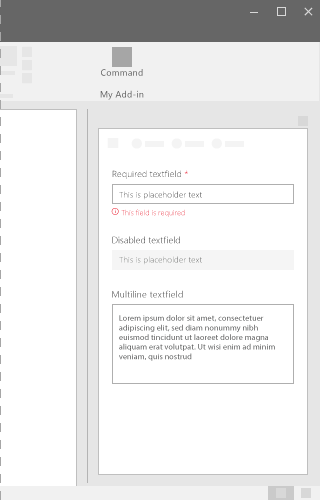 Command
My Add-in
Required textfield *
This is placeholder text
This field is required
Disabled textfield
This is placeholder text
Multiline textfield
Lorem ipsum dolor sit amet, consectetuer
adipiscing elit, sed diam nonummy nibh
euismod tincidunt ut laoreet dolore magna
aliquam erat volutpat. Ut wisi enim ad minim
veniam, quis nostrud